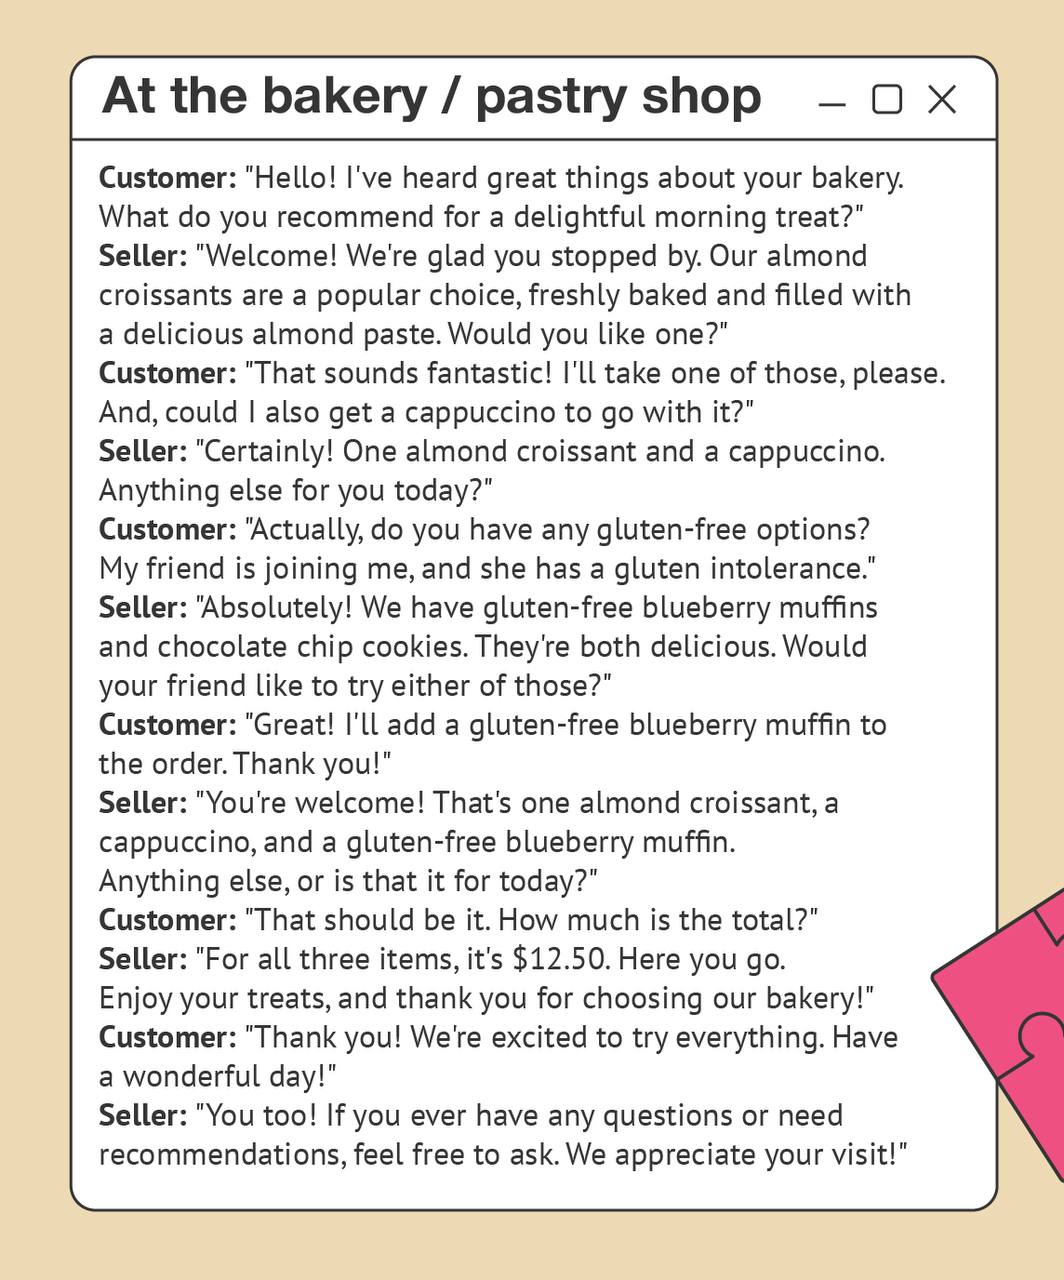 At the bakery / pastry shop
Customer: "Hello! I've heard great things about your bakery.
What do you recommend for a delightful morning treat?"
Seller: "Welcome! We're glad you stopped by. Our almond
croissants are a popular choice, freshly baked and filled with
a delicious almond paste. Would you like one?"
Customer: "That sounds fantastic! I'll take one of those, please.
And, could I also get a cappuccino to go with it?"
Seller: "Certainly! One almond croissant and a cappuccino.
Anything else for you today?"
Customer: "Actually, do you have any gluten-free options?
My friend is joining me, and she has a gluten intolerance."
Seller: "Absolutely! We have gluten-free blueberry muffins
and chocolate chip cookies. They're both delicious. Would
your friend like to try either of those?"
Customer: "Great! I'll add a gluten-free blueberry muffin to
the order. Thank you!"
Seller: "You're welcome! That's one almond croissant, a
cappuccino, and a gluten-free blueberry muffin.
Anything else, or is that it for today?"
Customer: "That should be it. How much is the total?"
Seller: "For all three items, it's $12.50. Here you go.
Enjoy your treats, and thank you for choosing our bakery!"
Customer: "Thank you! We're excited to try everything. Have
a wonderful day!"
Seller: "You too! If you ever have any questions or need
recommendations, feel free to ask. We appreciate your visit!"